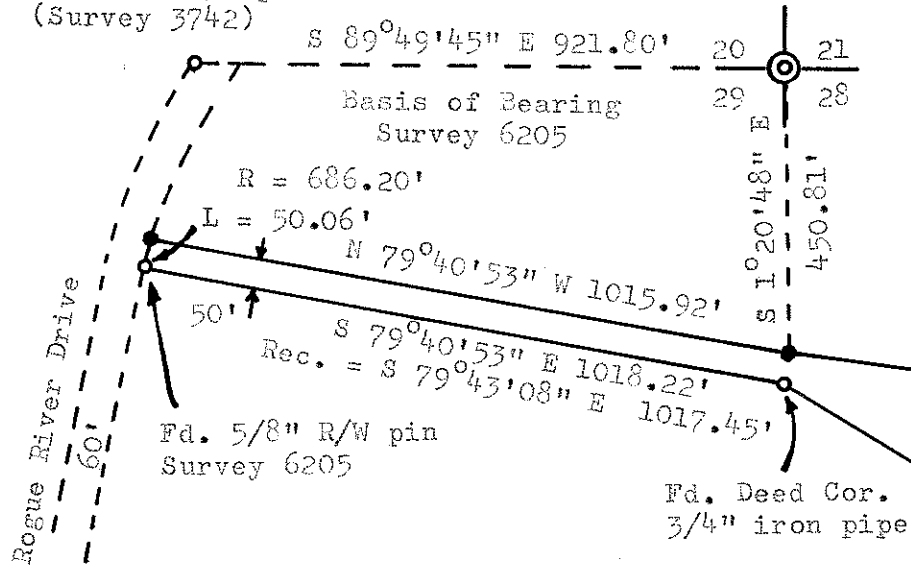 (Survey 3742)
S 89°49'45" E 921.80'
20 21
29 28
Basis of Bearing
Survey 6205
S 1°20'48" E
450.81'
R = 686.20'
L = 50.06'
N 79°40'53" W 1015.92'
50'
S 79°40'53" E 1018.22'
Rec. = S 79°43'08" E 1017.45'
Rogue River Drive
60'
Fd. 5/8" R/W pin
Survey 6205
Fd. Deed Cor.
3/4" iron pipe